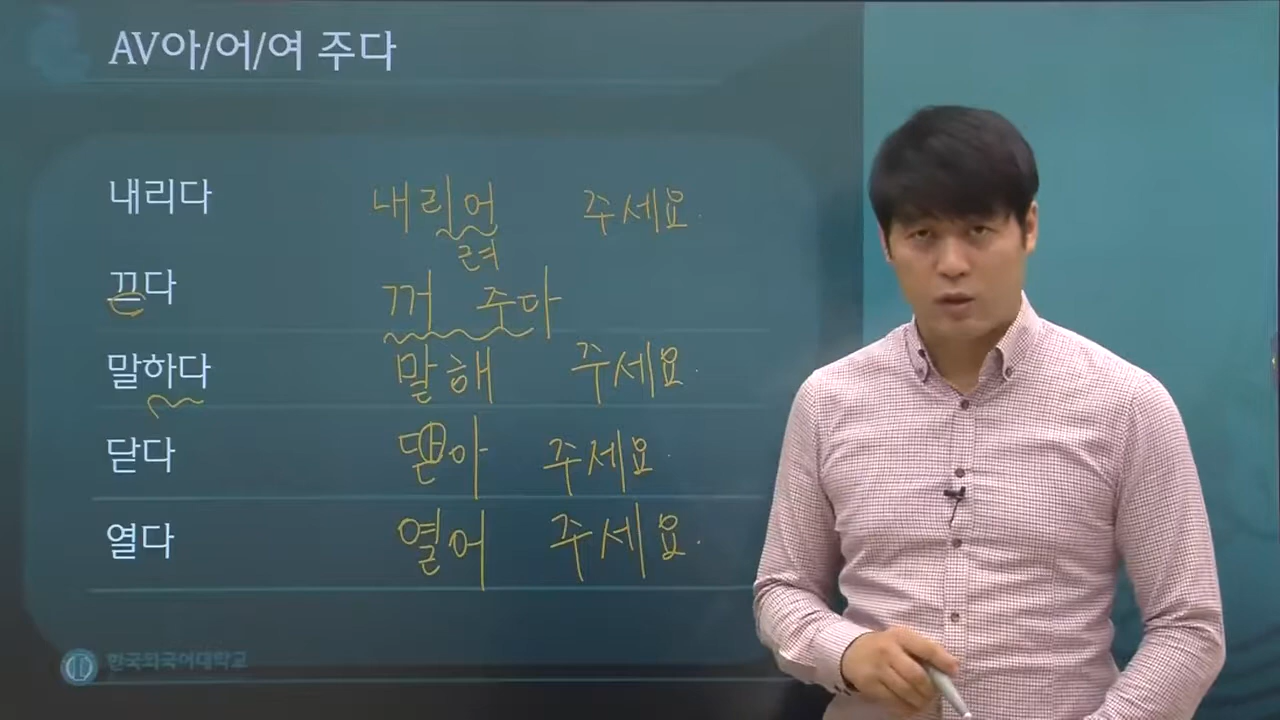 AV아/어/여 주다
내리다 내리어 주세요.
려
끄다 꺼 주다
말하다 말해 주세요.
닫다 닫아 주세요.
열다 열어 주세요.
한국외국어대학교